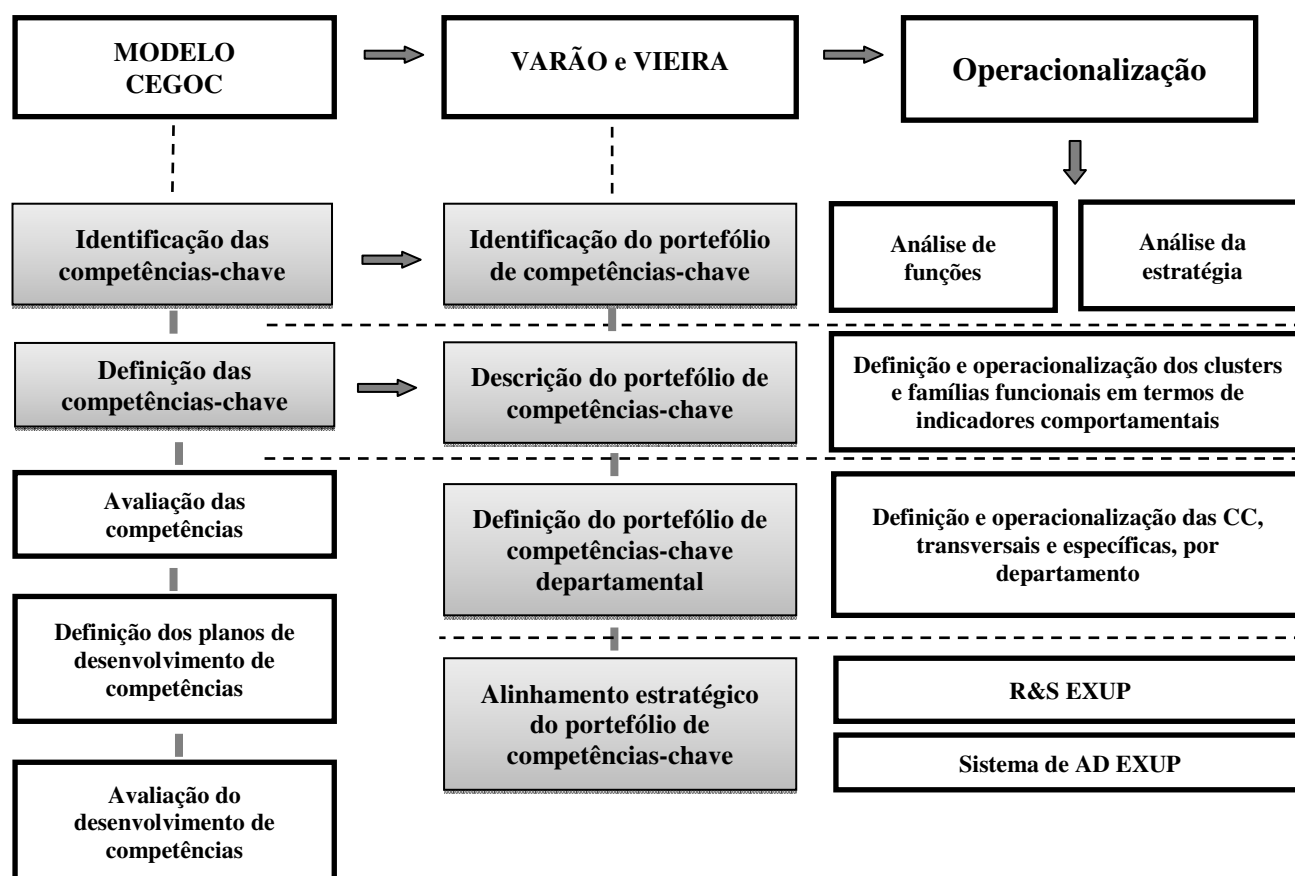 MODELO
CEGOC
VARÃO e VIEIRA
Operacionalização
Identificação das
competências-chave
Identificação do portefólio
de competências-chave
Análise de
funções
Análise da
estratégia
Definição das
competências-chave
Descrição do portefólio de
competências-chave
Definição e operacionalização dos clusters
e famílias funcionais em termos de
indicadores comportamentais
Avaliação das
competências
Definição do portefólio de
competências-chave
departamental
Definição e operacionalização das CC,
transversais e específicas, por
departamento
Definição dos planos de
desenvolvimento de
competências
Alinhamento estratégico
do portefólio de
competências-chave
R&S EXUP
Sistema de AD EXUP
Avaliação do
desenvolvimento de
competências